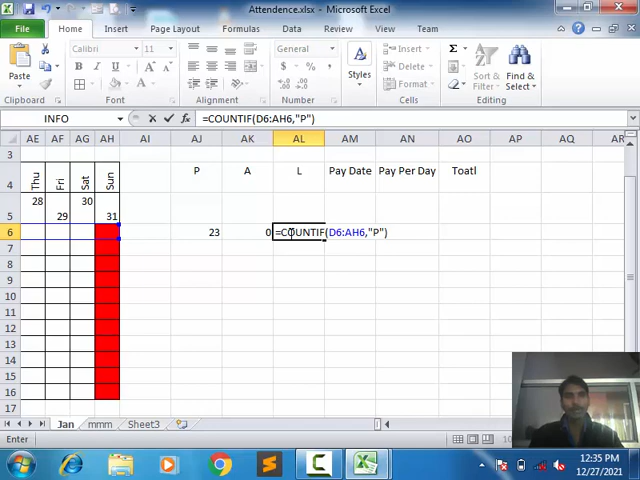 Attendence.xlsx - Microsoft Excel
File Home Insert Page Layout Formulas Data Review View Team
Paste
Clipboard
Calibri 11
B I U
A A
Font
Alignment
General
$ % ,
Number
Styles
Insert
Delete
Format
Cells
Σ
Sort & Filter
Find & Select
Editing
INFO fx =COUNTIF(D6:AH6,"P")
AE AF AG AH AI AJ AK AL AM AN AO AP AQ AR
3
4 Thu Fri Sat Sun P A L Pay Date Pay Per Day Toatl
5 28 29 30 31
6 23 0 =COUNTIF(D6:AH6,"P")
7
8
9
10
11
12
13
14
15
16
17
Jan mmm Sheet3
Enter
12:35 PM
12/27/2021